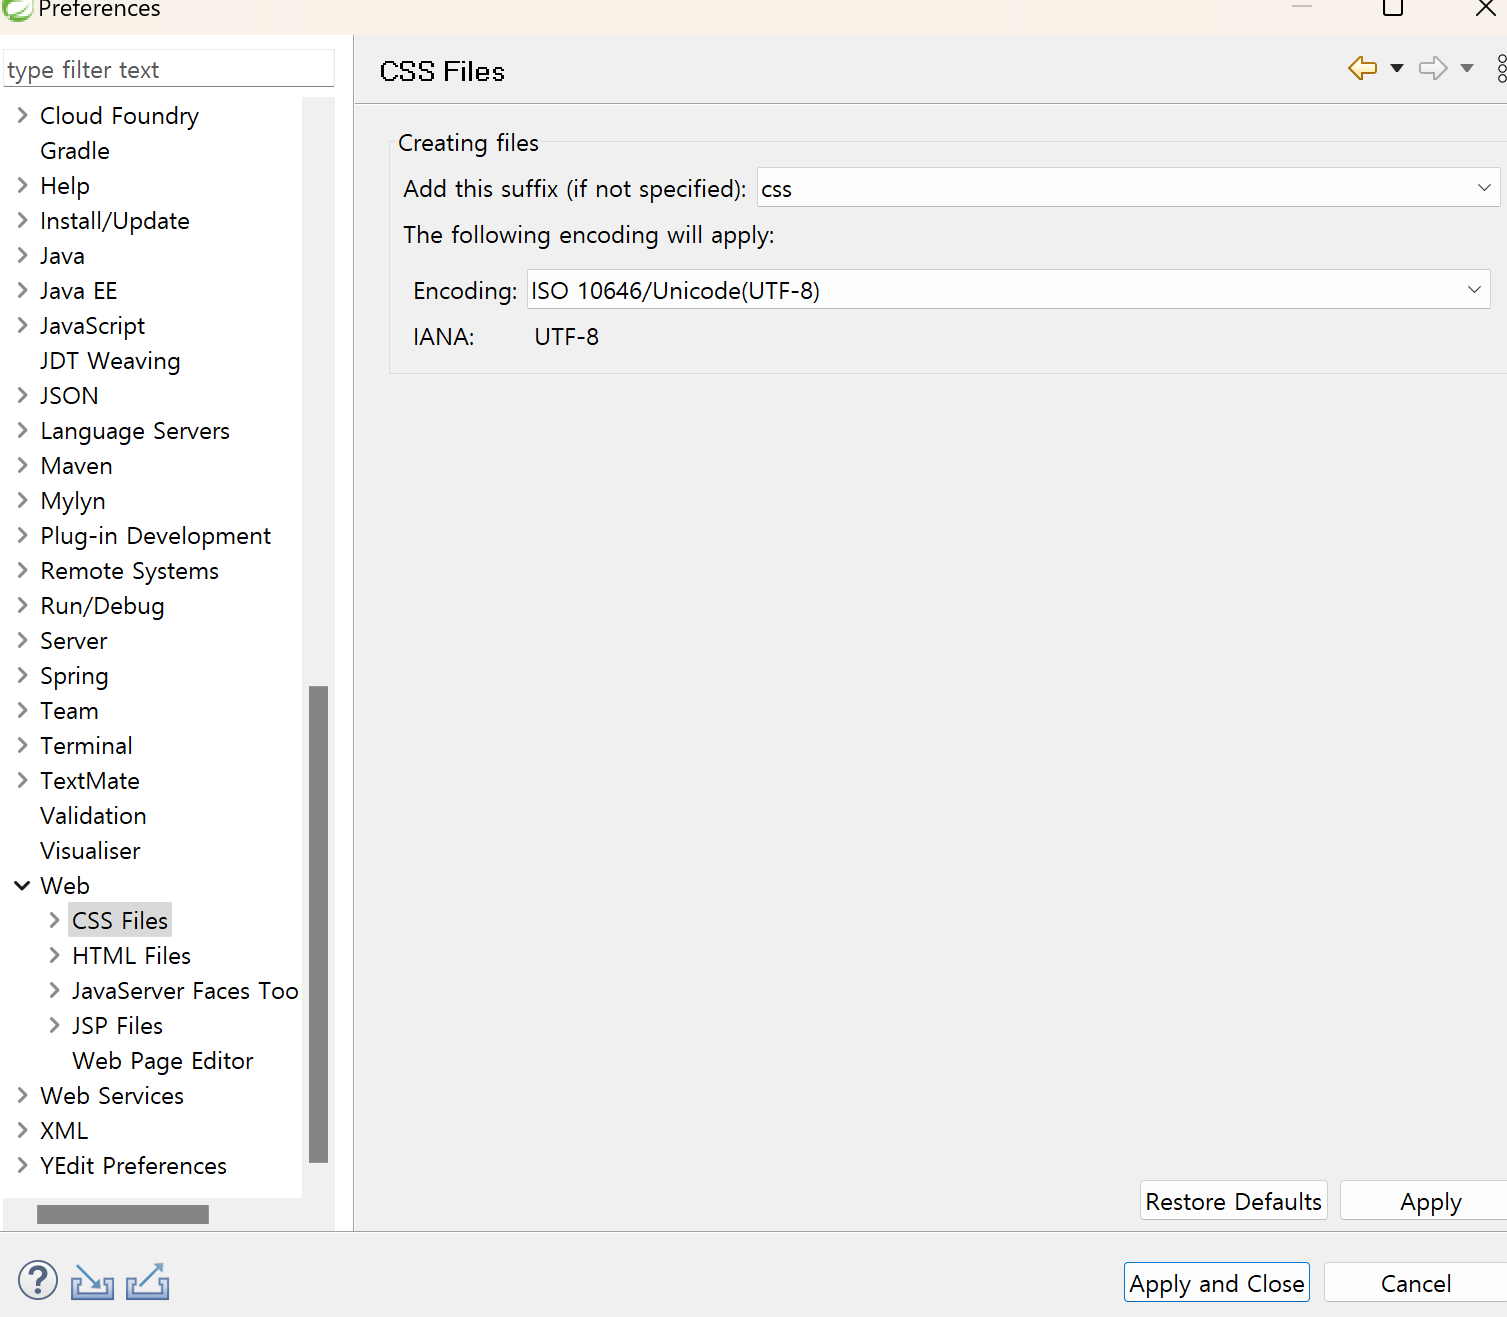 Preferences
type filter text
Cloud Foundry
Gradle
Help
Install/Update
Java
Java EE
JavaScript
JDT Weaving
JSON
Language Servers
Maven
Mylyn
Plug-in Development
Remote Systems
Run/Debug
Server
Spring
Team
Terminal
TextMate
Validation
Visualiser
Web
CSS Files
HTML Files
JavaServer Faces Too
JSP Files
Web Page Editor
Web Services
XML
YEdit Preferences
CSS Files
Creating files
Add this suffix (if not specified): css
The following encoding will apply:
Encoding: ISO 10646/Unicode(UTF-8)
IANA: UTF-8
Restore Defaults Apply
Apply and Close Cancel